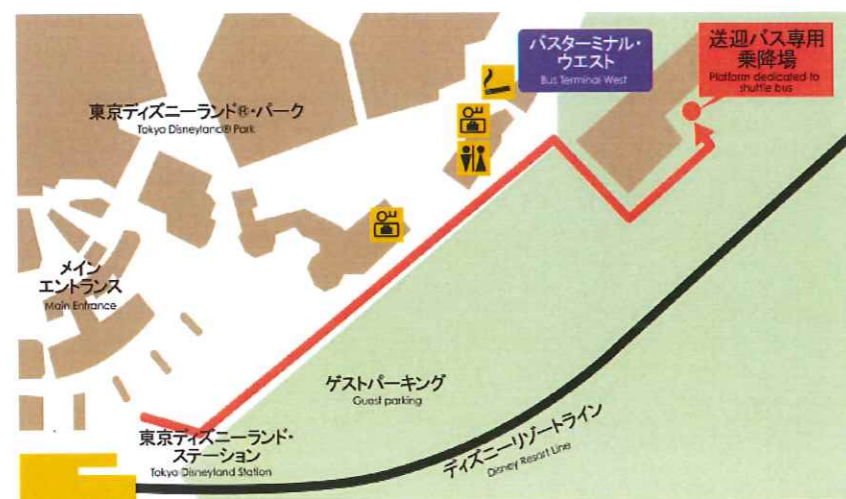 バスターミナル・
ウエスト
Bus Terminal West
送迎バス専用
乗降場
Platform dedicated to
shuttle bus
東京ディズニーランド®・パーク
Tokyo Disneyland® Park
メイン
エントランス
Main Entrance
ゲストパーキング
Guest parking
東京ディズニーランド・
ステーション
Tokyo Disneyland Station
ディズニーリゾートライン
Disney Resort Line